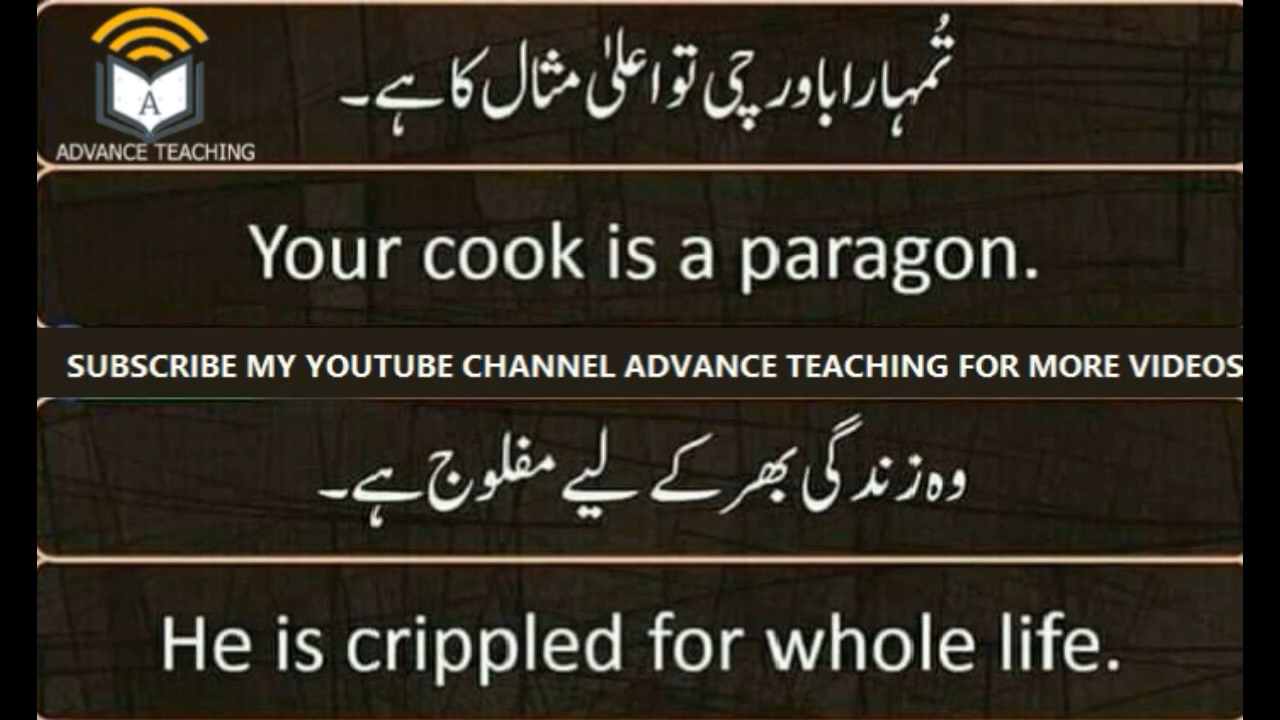 تُمہارا باورچی تو اعلیٰ مثال کا ہے۔
A
ADVANCE TEACHING
Your cook is a paragon.
SUBSCRIBE MY YOUTUBE CHANNEL ADVANCE TEACHING FOR MORE VIDEOS
وہ زندگی بھر کے لیے مفلوج ہے۔
He is crippled for whole life.